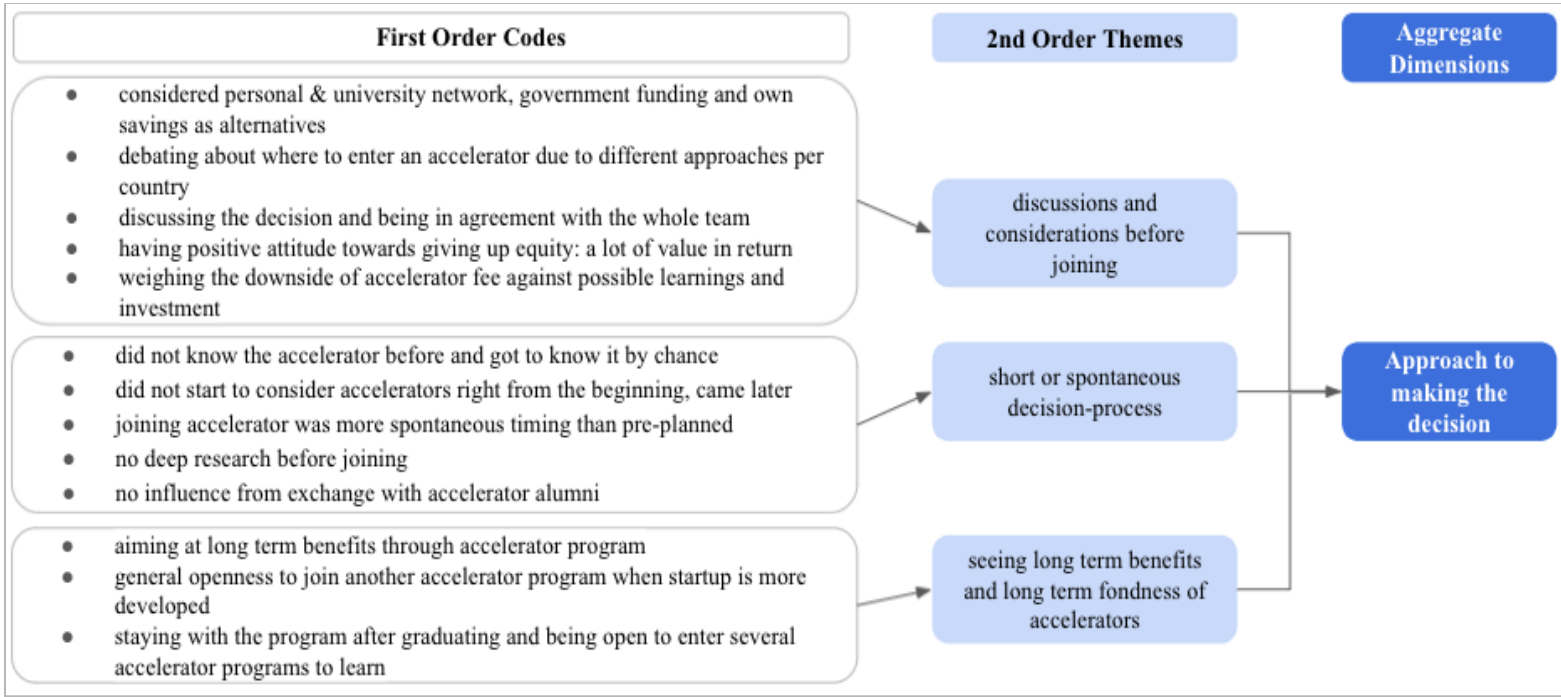 First Order Codes
2nd Order Themes
Aggregate
Dimensions
● considered personal & university network, government funding and own
savings as alternatives
● debating about where to enter an accelerator due to different approaches per
country
● discussing the decision and being in agreement with the whole team
● having positive attitude towards giving up equity: a lot of value in return
● weighing the downside of accelerator fee against possible learnings and
investment
discussions and
considerations before
joining
● did not know the accelerator before and got to know it by chance
● did not start to consider accelerators right from the beginning, came later
● joining accelerator was more spontaneous timing than pre-planned
● no deep research before joining
● no influence from exchange with accelerator alumni
short or spontaneous
decision-process
Approach to
making the
decision
● aiming at long term benefits through accelerator program
● general openness to join another accelerator program when startup is more
developed
● staying with the program after graduating and being open to enter several
accelerator programs to learn
seeing long term benefits
and long term fondness of
accelerators